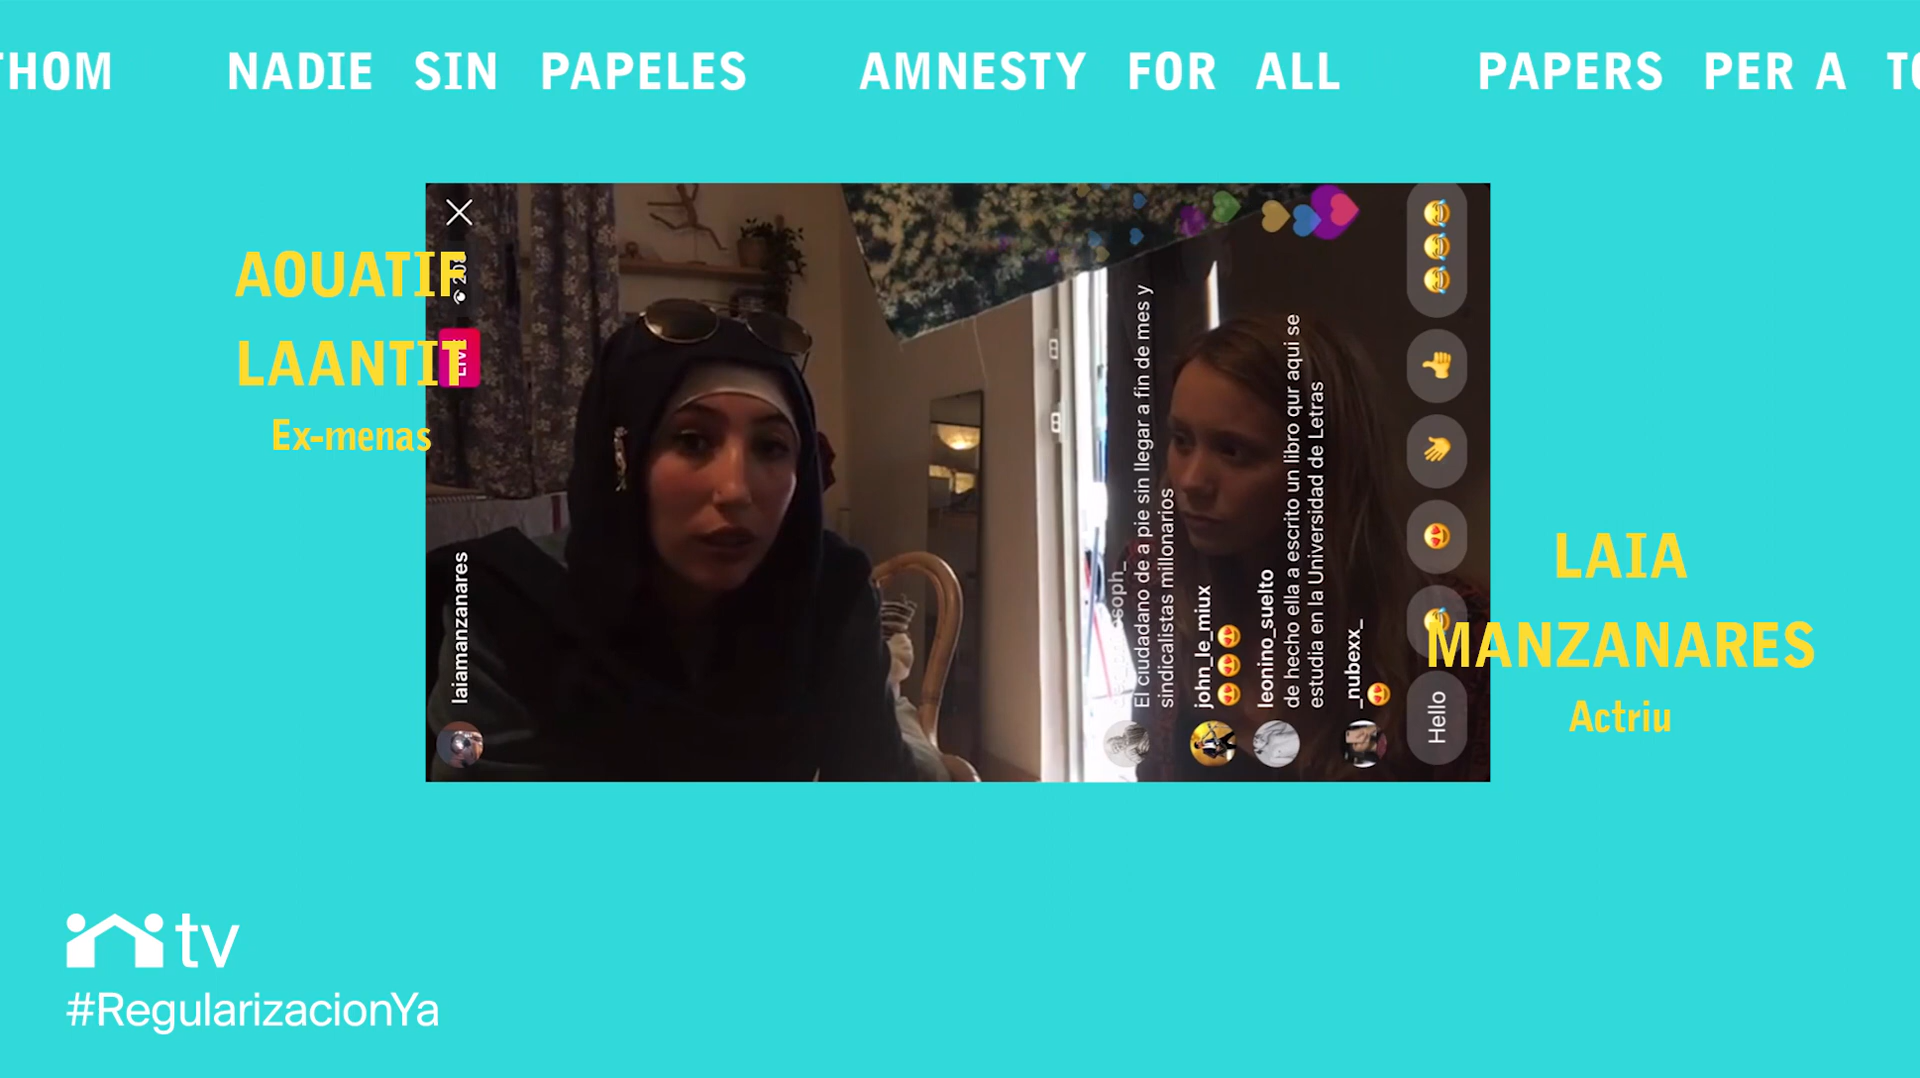 THOM NADIE SIN PAPELES AMNESTY FOR ALL PAPERS PER A TO
AOUATIF
LAANTIT
Ex-menas
LIVE
laiamanzanares
El ciudadano de a pie sin llegar a fin de mes y
sindicalistas millonarios
john_le_miux
leonino_suelto
de hecho ella a escrito un libro qur aqui se
estudia en la Universidad de Letras
_nubexx_
Hello
LAIA
MANZANARES
Actriu
tv
#RegularizacionYa